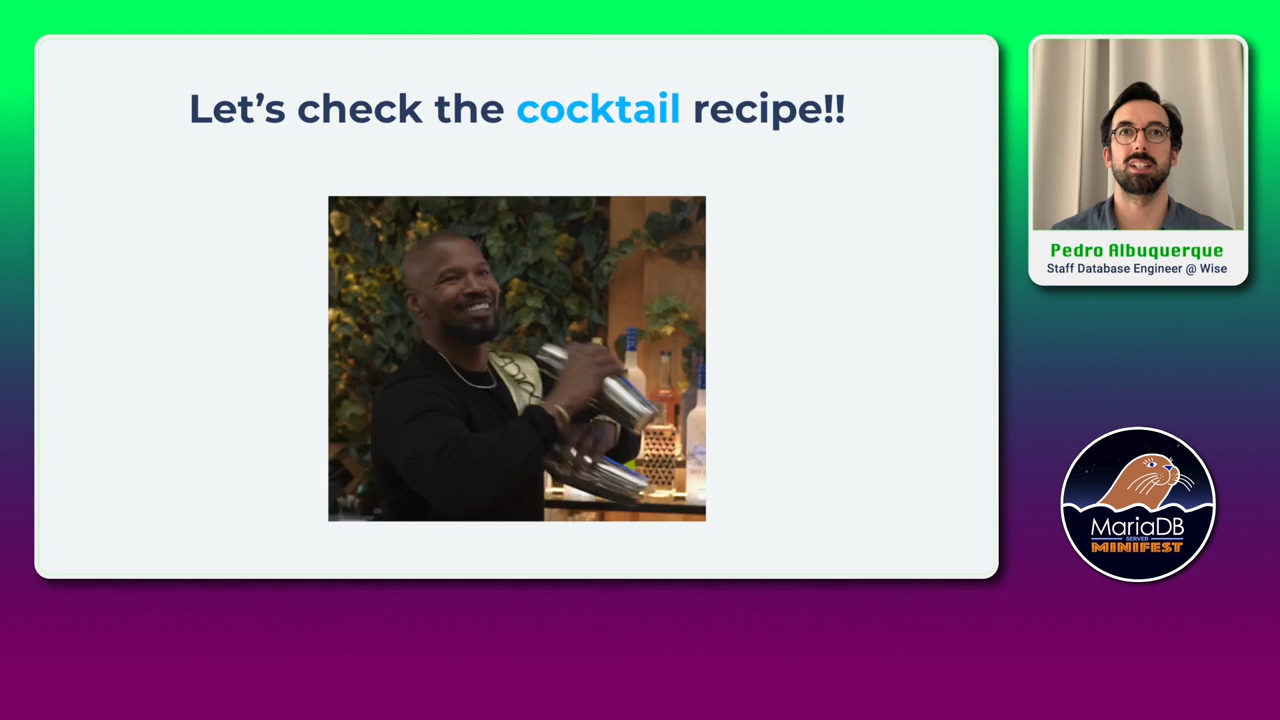 Let's check the cocktail recipe!!
Pedro Albuquerque
Staff Database Engineer @ Wise
MariaDB
SERVER
MINIFEST